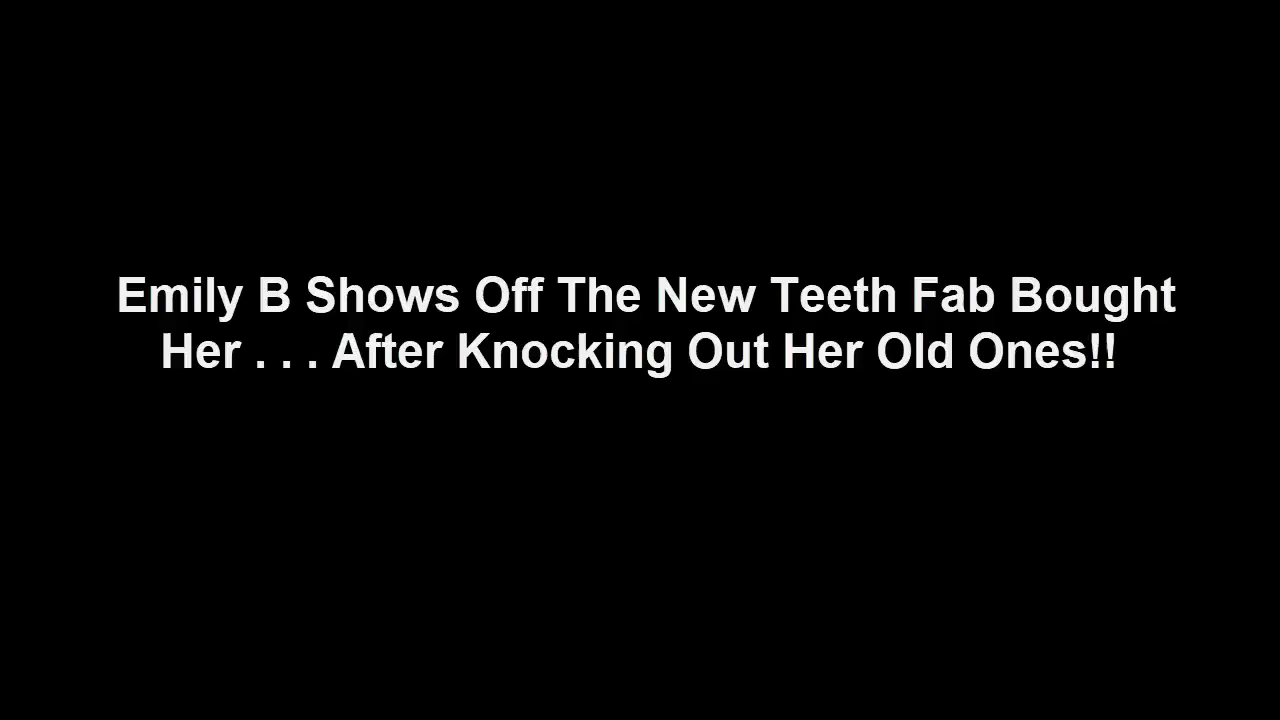 Emily B Shows Off The New Teeth Fab Bought
Her . . . After Knocking Out Her Old Ones!!